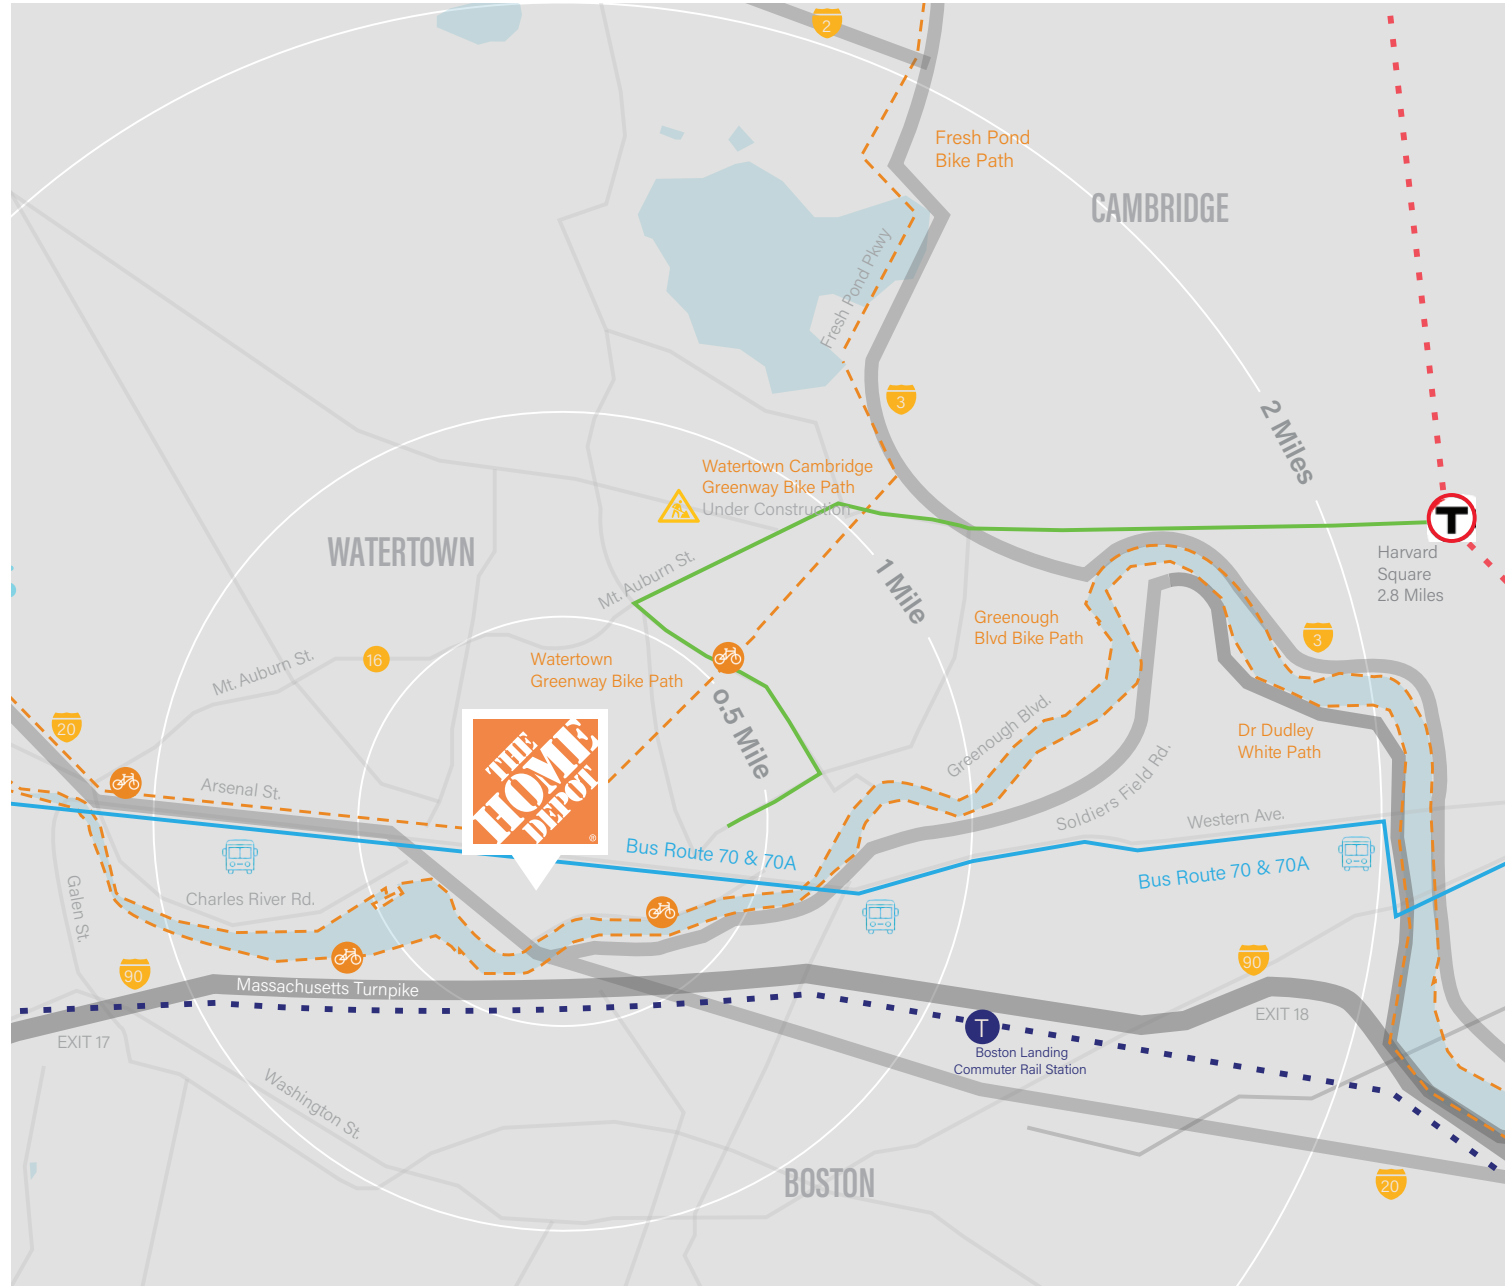 2
Fresh Pond
Bike Path
CAMBRIDGE
Fresh Pond Pkwy
3
2 Miles
Watertown Cambridge
Greenway Bike Path
Under Construction
WATERTOWN
T
Harvard
Square
2.8 Miles
Mt. Auburn St.
1 Mile
Greenough
Blvd Bike Path
3
Mt. Auburn St.
16
Watertown
Greenway Bike Path
0.5 Mile
Greenough Blvd.
Dr Dudley
White Path
20
Arsenal St.
THE
HOME
DEPOT
®
Soldiers Field Rd.
Western Ave.
Bus Route 70 & 70A
Bus Route 70 & 70A
Galen St.
Charles River Rd.
90
Massachusetts Turnpike
90
EXIT 17
EXIT 18
T
Boston Landing
Commuter Rail Station
Washington St.
BOSTON
20